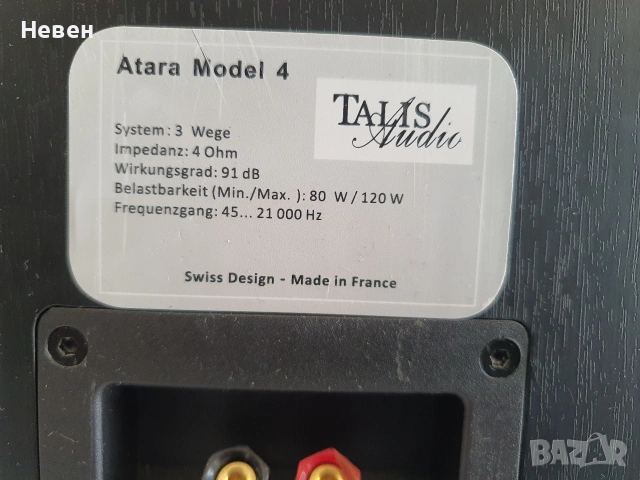 Невен
Atara Model 4
TALIS
Audio
System: 3 Wege
Impedanz: 4 Ohm
Wirkungsgrad: 91 dB
Belastbarkeit (Min./Max. ): 80 W / 120 W
Frequenzgang: 45... 21 000 Hz
Swiss Design - Made in France
BAZAR